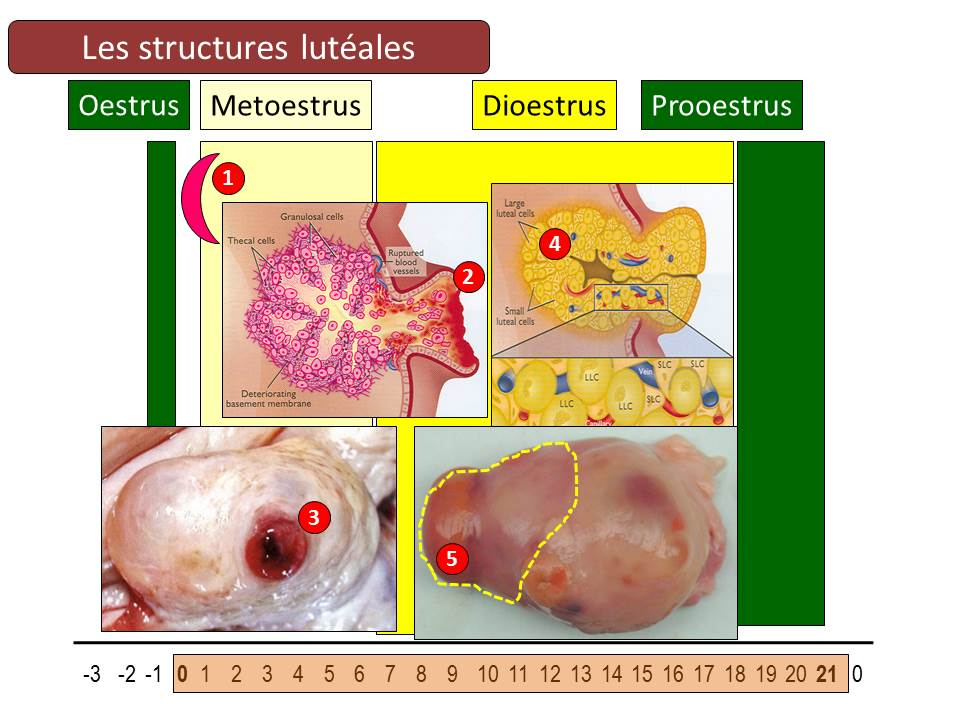 Les structures lutéales
Oestrus
Metoestrus
Dioestrus
Prooestrus
1
Granulosal cells
Thecal cells
Ruptured
blood
vessels
2
Deteriorating
basement membrane
Large
luteal cells
4
Small
luteal cells
LLC
Vein
SLC
SLC
LLC
LLC
SLC
Capillary
3
5
-3 -2 -1 0 1 2 3 4 5 6 7 8 9 10 11 12 13 14 15 16 17 18 19 20 21 0